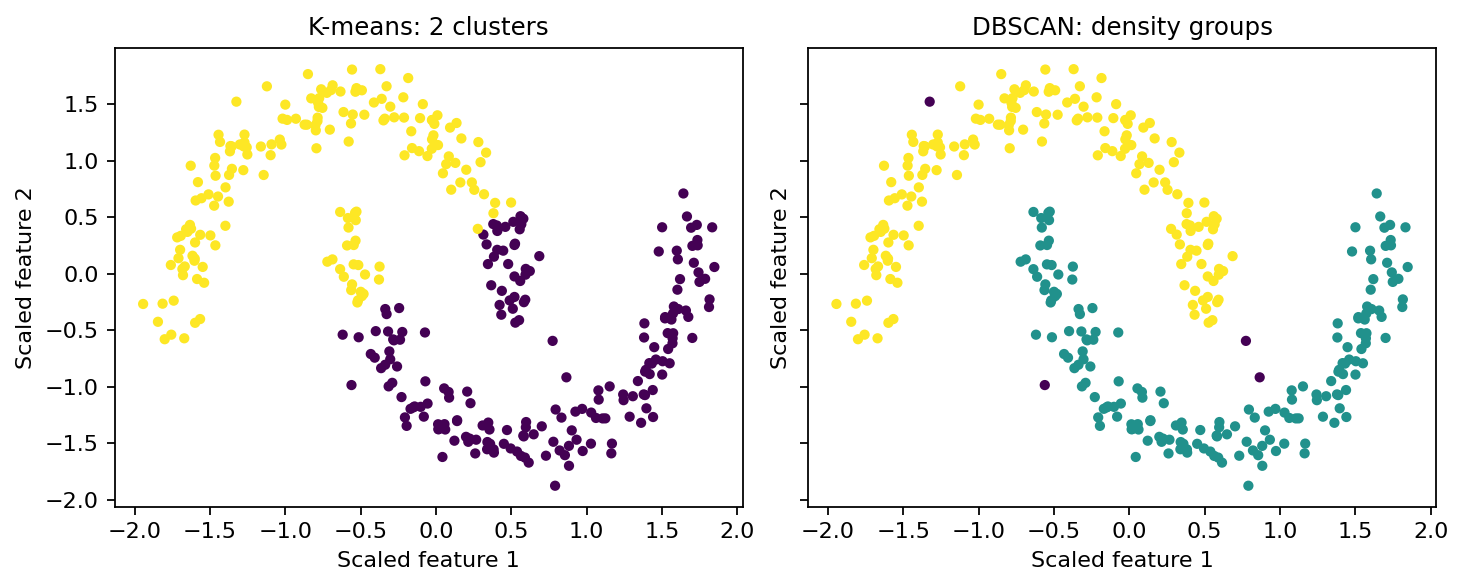 K-means: 2 clusters
DBSCAN: density groups
Scaled feature 2
1.5
1.0
0.5
0.0
−0.5
−1.0
−1.5
−2.0
−2.0 −1.5 −1.0 −0.5 0.0 0.5 1.0 1.5 2.0
Scaled feature 1
Scaled feature 2
−2.0 −1.5 −1.0 −0.5 0.0 0.5 1.0 1.5 2.0
Scaled feature 1